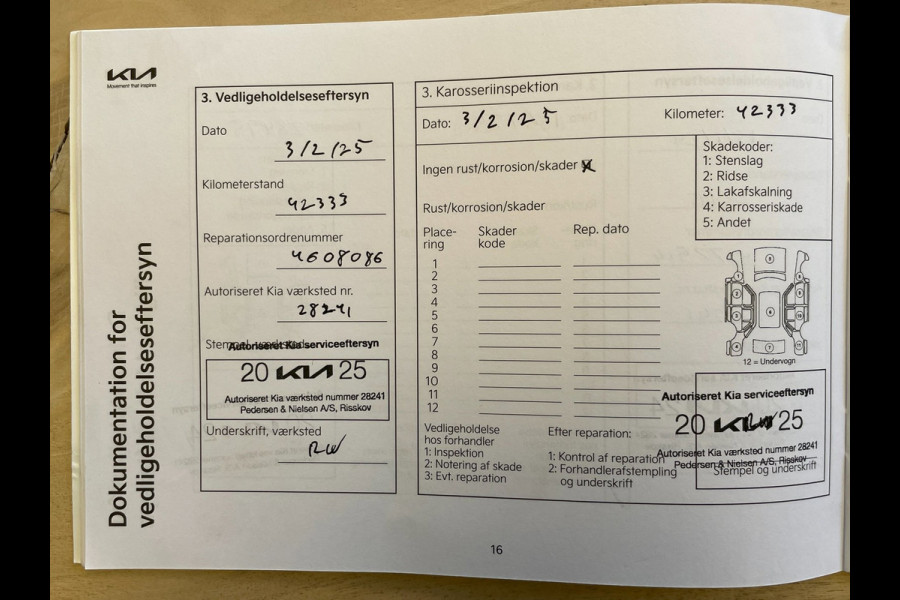 KIA
Movement that inspires
Dokumentation for
vedligeholdelseseftersyn
3. Vedligeholdelseseftersyn
Dato
3/2/25
Kilometerstand
42333
Reparationsordrenummer
4608086
Autoriseret Kia værksted nr.
28241
Autoriseret Kia serviceeftersyn
20 KIA 25
Autoriseret Kia værksted nummer 28241
Pedersen & Nielsen A/S, Risskov
Underskrift, værksted
RW
3. Karosseriinspektion
Dato: 3/2/25 Kilometer: 42333
Ingen rust/korrosion/skader X
Skadekoder:
1: Stenslag
2: Ridse
3: Lakafskalning
4: Karrosseriskade
5: Andet
Rust/korrosion/skader
Place-
ring
Skader
kode
Rep. dato
1
2
3
4
5
6
7
8
9
10
11
12
12 = Undervogn
Vedligeholdelse
hos forhandler
1: Inspektion
2: Notering af skade
3: Evt. reparation
Efter reparation:
1: Kontrol af reparation
2: Forhandlerafstempling
og underskrift
Autoriseret Kia serviceeftersyn
20 KIA 25
RW
Autoriseret Kia værksted nummer 28241
Pedersen & Nielsen A/S, Risskov
Stempel og underskrift
16